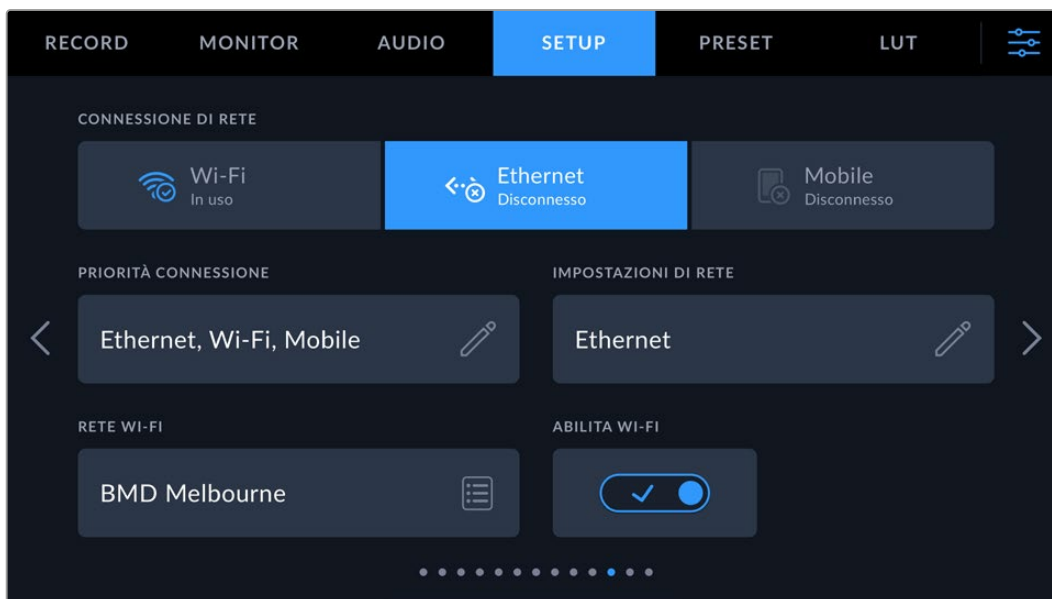 RECORD MONITOR AUDIO SETUP PRESET LUT
CONNESSIONE DI RETE
Wi-Fi
In uso
Ethernet
Disconnesso
Mobile
Disconnesso
PRIORITÀ CONNESSIONE
Ethernet, Wi-Fi, Mobile
IMPOSTAZIONI DI RETE
Ethernet
RETE WI-FI
BMD Melbourne
ABILITA WI-FI